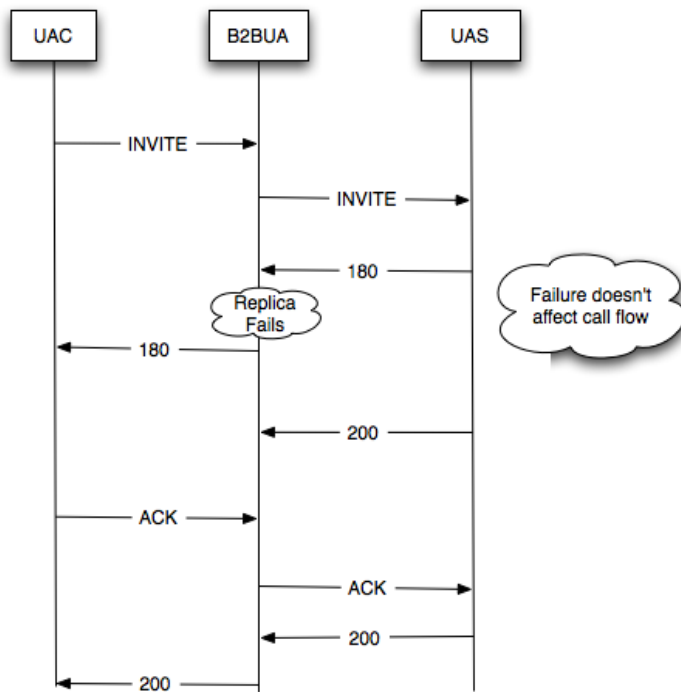 UAC
B2BUA
UAS
INVITE
INVITE
180
Replica
Fails
Failure doesn't
affect call flow
180
200
ACK
ACK
200
200